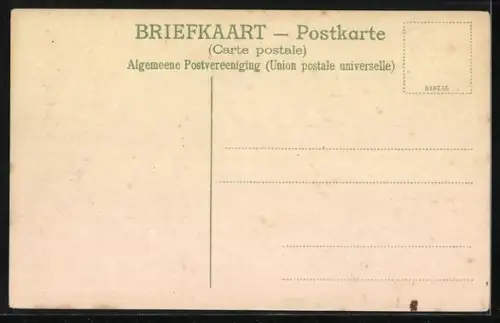 BRIEFKAART — Postkarte
(Carte postale)
Algemeene Postvereeniging (Union postale universelle)